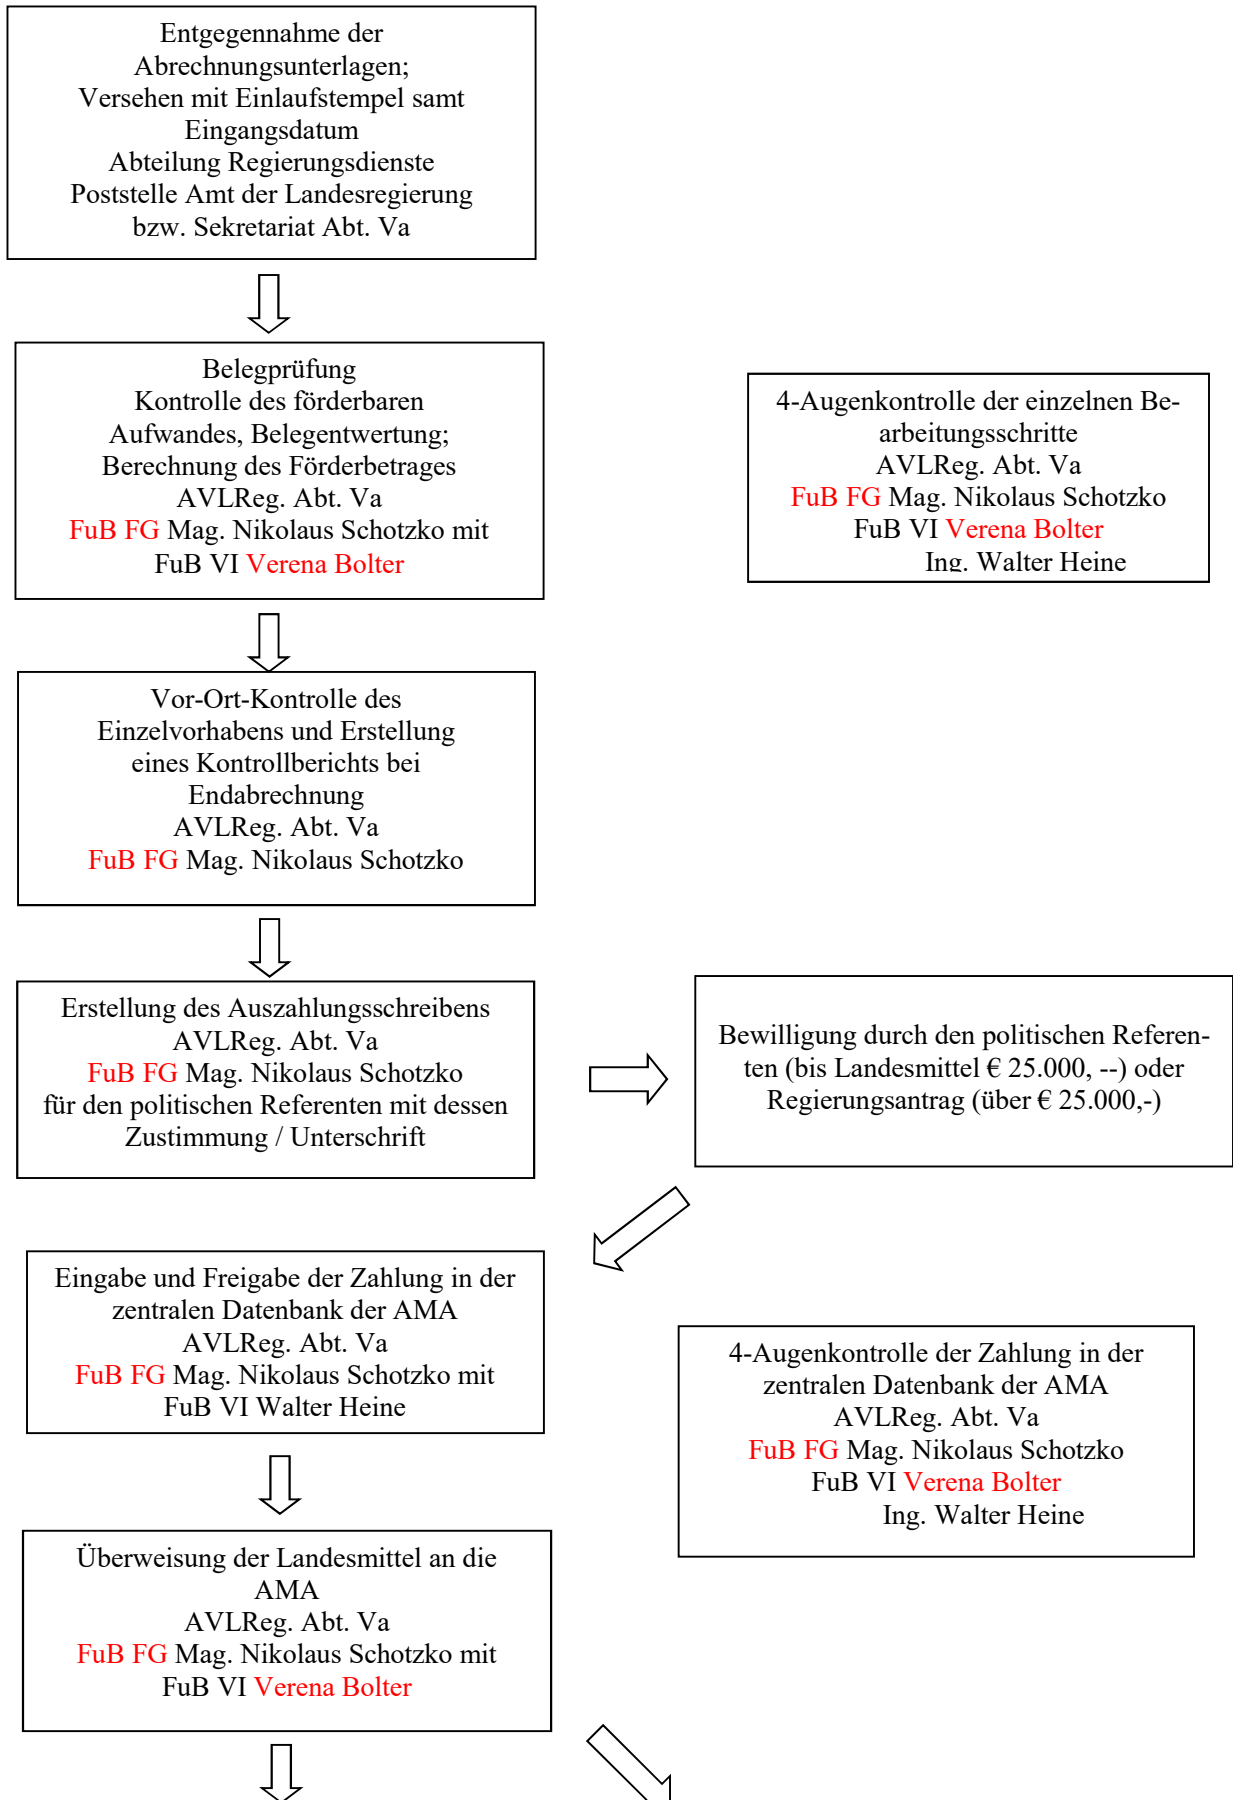 Entgegennahme der
Abrechnungsunterlagen;
Versehen mit Einlaufstempel samt
Eingangsdatum
Abteilung Regierungsdienste
Poststelle Amt der Landesregierung
bzw. Sekretariat Abt. Va
Belegprüfung
Kontrolle des förderbaren
Aufwandes, Belegentwertung;
Berechnung des Förderbetrages
AVLReg. Abt. Va
FuB FG Mag. Nikolaus Schotzko mit
FuB VI Verena Bolter
4-Augenkontrolle der einzelnen Be-
arbeitungsschritte
AVLReg. Abt. Va
FuB FG Mag. Nikolaus Schotzko
FuB VI Verena Bolter
Ing. Walter Heine
Vor-Ort-Kontrolle des
Einzelvorhabens und Erstellung
eines Kontrollberichts bei
Endabrechnung
AVLReg. Abt. Va
FuB FG Mag. Nikolaus Schotzko
Erstellung des Auszahlungsschreibens
AVLReg. Abt. Va
FuB FG Mag. Nikolaus Schotzko
für den politischen Referenten mit dessen
Zustimmung / Unterschrift
Bewilligung durch den politischen Referen-
ten (bis Landesmittel € 25.000, --) oder
Regierungsantrag (über € 25.000,-)
Eingabe und Freigabe der Zahlung in der
zentralen Datenbank der AMA
AVLReg. Abt. Va
FuB FG Mag. Nikolaus Schotzko mit
FuB VI Walter Heine
4-Augenkontrolle der Zahlung in der
zentralen Datenbank der AMA
AVLReg. Abt. Va
FuB FG Mag. Nikolaus Schotzko
FuB VI Verena Bolter
Ing. Walter Heine
Überweisung der Landesmittel an die
AMA
AVLReg. Abt. Va
FuB FG Mag. Nikolaus Schotzko mit
FuB VI Verena Bolter